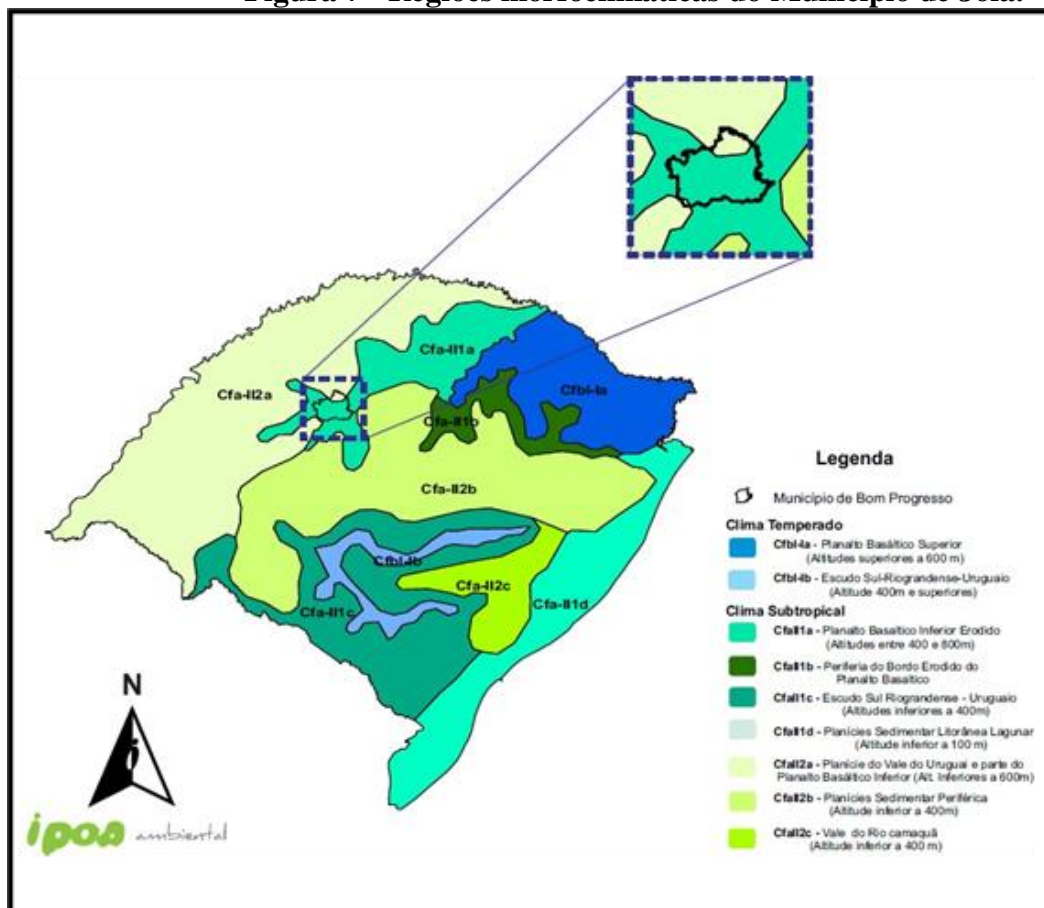 Figura 7 – Regiões morfoclimáticas do Município de Jóia.
Cfa-II1a
Cfa-II2a
Cfbl-Ia
Cfa-II1b
Cfa-II2b
Cfbl-Ib
Cfa-II2c
Cfa-II1c
Cfa-II1d
Legenda
Município de Bom Progresso
Clima Temperado
Cfbl-Ia - Planalto Basáltico Superior
(Altitudes superiores a 600 m)
Cfbl-Ib - Escudo Sul-Riograndense-Uruguaio
(Altitude 400m e superiores)
Clima Subtropical
CfaII1a - Planalto Basaltico Inferior Erodido
(Altitudes entre 400 e 800m)
CfaII1b - Periferia do Bordo Erodido do
Planalto Basaltico
CfaII1c - Escudo Sul Riograndense - Uruguaio
(Altitudes inferiores a 400m)
CfaII1d - Planícies Sedimentar Litorânea Lagunar
(Altitude inferior a 100 m)
CfaII2a - Planície do Vale do Uruguai e parte do
Planalto Basáltico Inferior (Alt. Inferiores a 600m)
CfaII2b - Planícies Sedimentar Periférica
(Altitude inferior a 400m)
CfaII2c - Vale do Rio camaquã
(Altitude inferior a 400 m)
N
ipoa ambiental